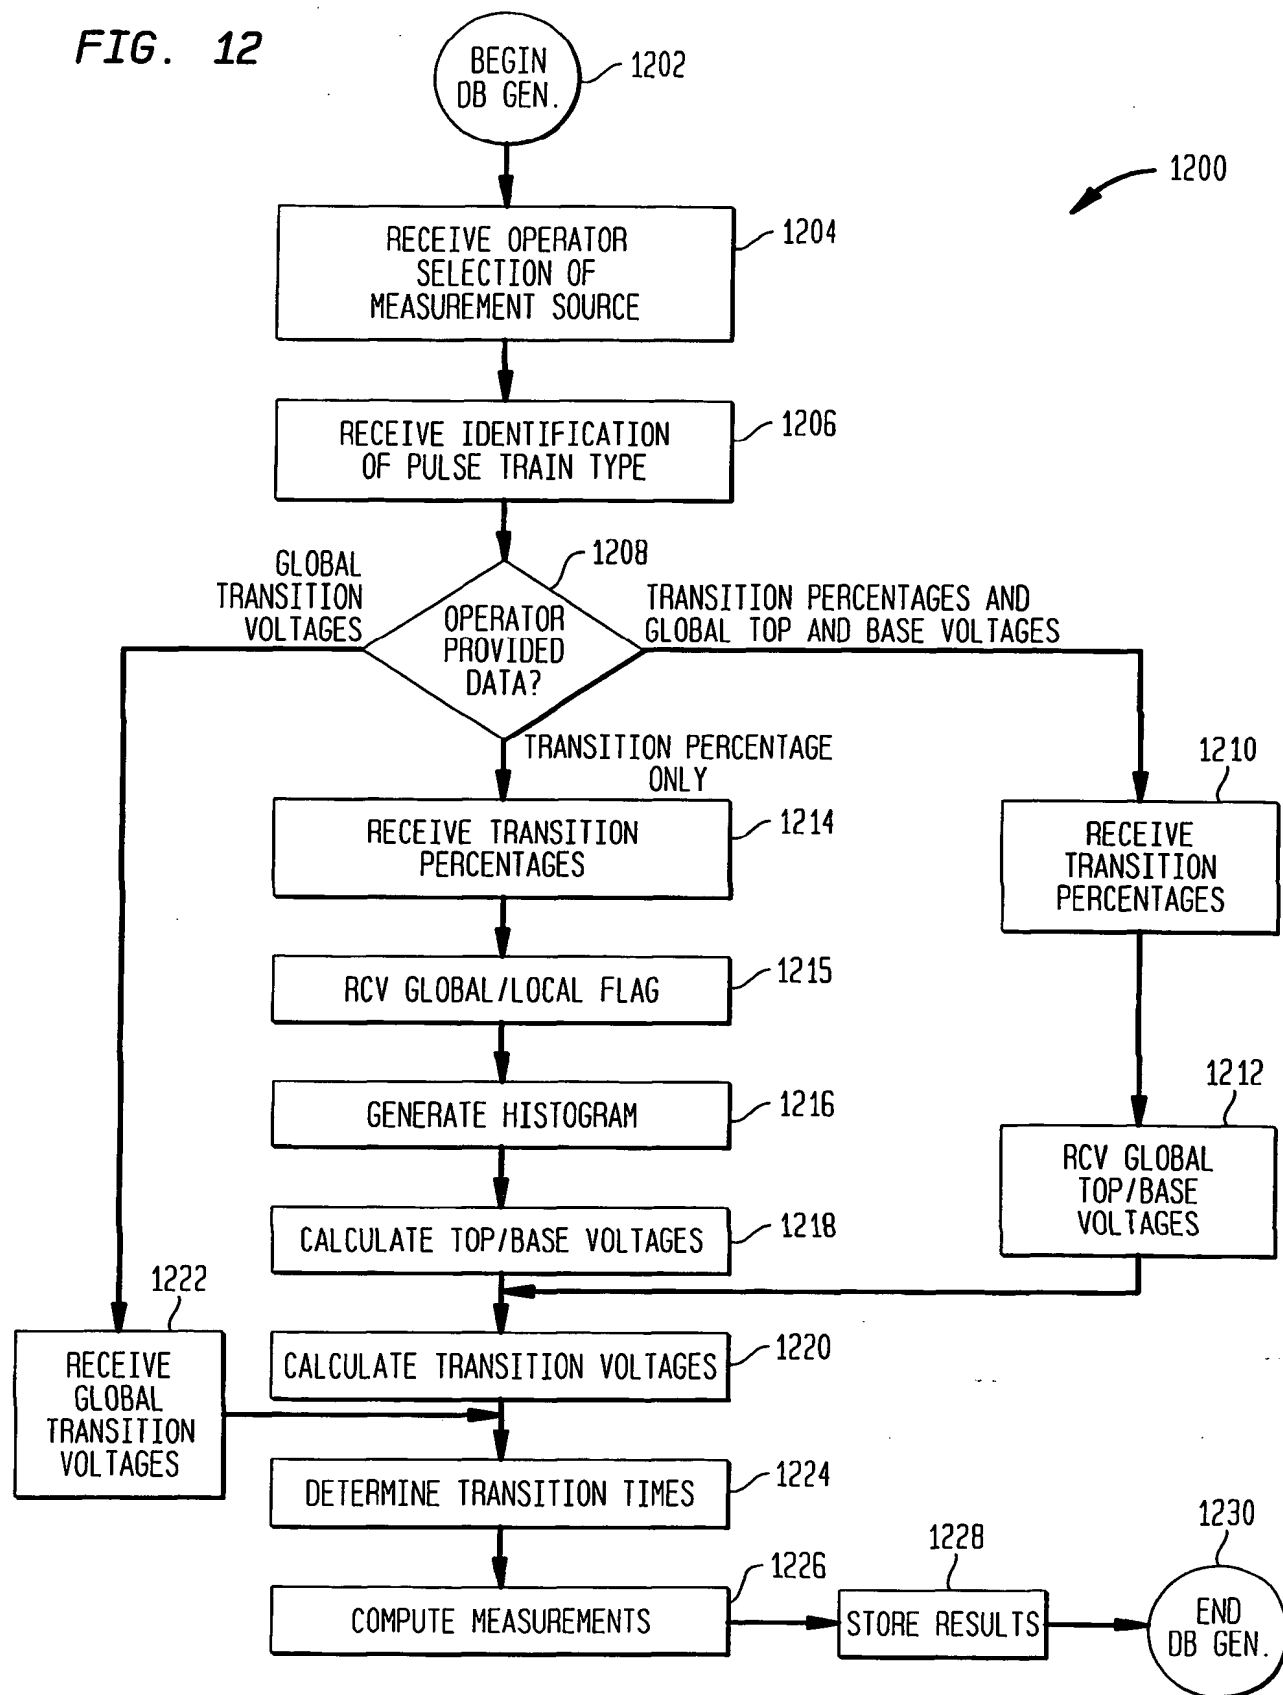 FIG. 12
BEGIN
DB GEN.
1202
1200
RECEIVE OPERATOR
SELECTION OF
MEASUREMENT SOURCE
1204
RECEIVE IDENTIFICATION
OF PULSE TRAIN TYPE
1206
1208
OPERATOR
PROVIDED
DATA?
GLOBAL
TRANSITION
VOLTAGES
TRANSITION PERCENTAGES AND
GLOBAL TOP AND BASE VOLTAGES
TRANSITION PERCENTAGE
ONLY
1210
RECEIVE
TRANSITION
PERCENTAGES
RECEIVE TRANSITION
PERCENTAGES
1214
RCV GLOBAL/LOCAL FLAG
1215
GENERATE HISTOGRAM
1216
1212
RCV GLOBAL
TOP/BASE
VOLTAGES
CALCULATE TOP/BASE VOLTAGES
1218
1222
RECEIVE
GLOBAL
TRANSITION
VOLTAGES
CALCULATE TRANSITION VOLTAGES
1220
DETERMINE TRANSITION TIMES
1224
COMPUTE MEASUREMENTS
1226
1228
STORE RESULTS
1230
END
DB GEN.